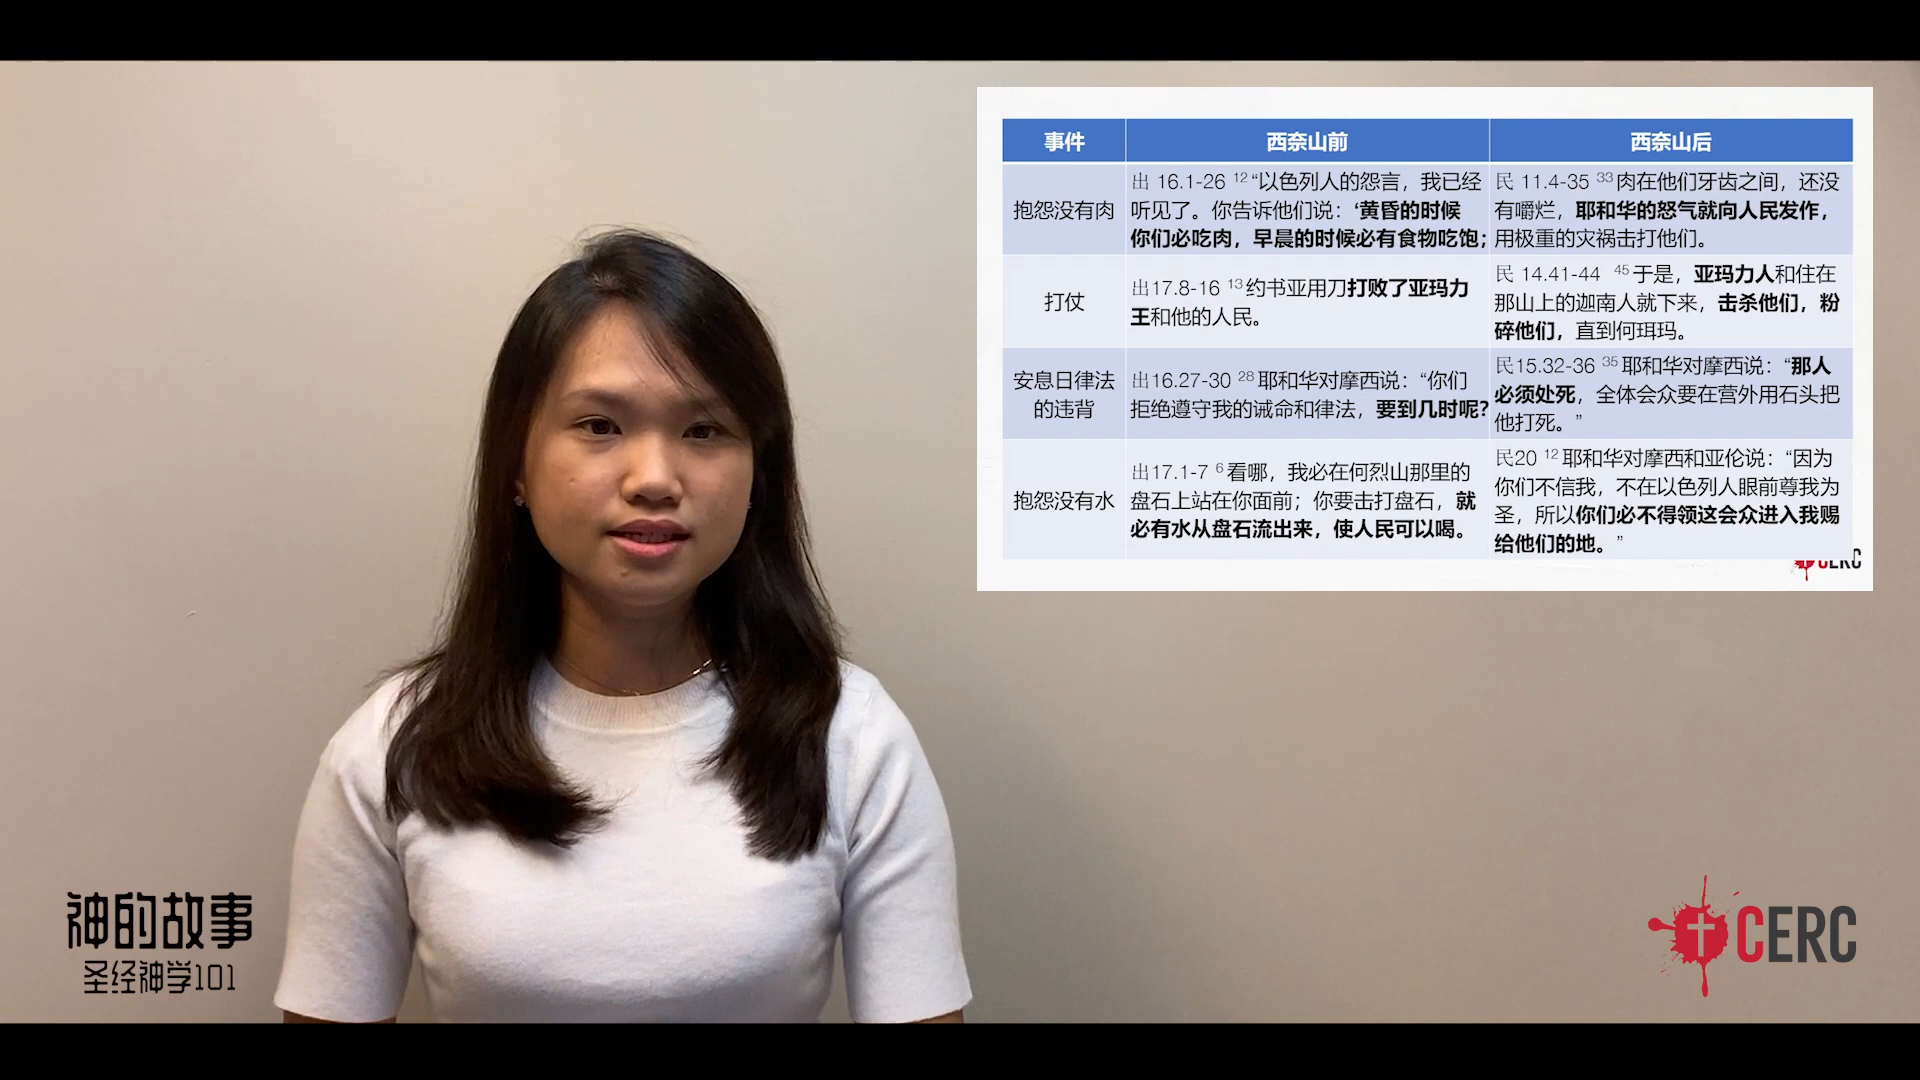 事件 西奈山前 西奈山后
抱怨没有肉
出 16.1-26 12 “以色列人的怨言，我已经
听见了。你告诉他们说：‘黄昏的时候
你们必吃肉，早晨的时候必有食物吃饱；
民 11.4-35 33 肉在他们牙齿之间，还没
有嚼烂，耶和华的怒气就向人民发作，
用极重的灾祸击打他们。
打仗
出17.8-16 13 约书亚用刀打败了亚玛力
王和他的人民。
民 14.41-44 45 于是，亚玛力人和住在
那山上的迦南人就下来，击杀他们，粉
碎他们，直到何珥玛。
安息日律法
的违背
出16.27-30 28 耶和华对摩西说：“你们
拒绝遵守我的诫命和律法，要到几时呢？
民15.32-36 35 耶和华对摩西说：“那人
必须处死，全体会众要在营外用石头把
他打死。”
抱怨没有水
出17.1-7 6 看哪，我必在何烈山那里的
盘石上站在你面前；你要击打盘石，就
必有水从盘石流出来，使人民可以喝。
民20 12 耶和华对摩西和亚伦说：“因为
你们不信我，不在以色列人眼前尊我为
圣，所以你们必不得领这会众进入我赐
给他们的地。”
CERC
神的故事
圣经神学101
CERC